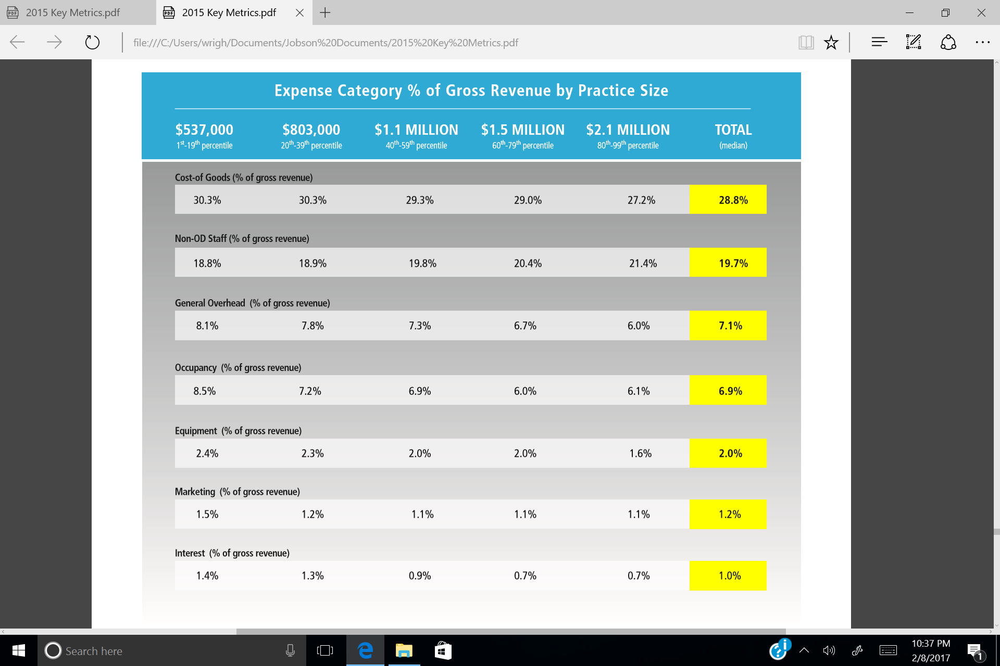 2015 Key Metrics.pdf
2015 Key Metrics.pdf
file:///C:/Users/wrigh/Documents/Jobson%20Documents/2015%20Key%20Metrics.pdf
Expense Category % of Gross Revenue by Practice Size
$537,000 $803,000 $1.1 MILLION $1.5 MILLION $2.1 MILLION TOTAL
1st-19th percentile 20th-39th percentile 40th-59th percentile 60th-79th percentile 80th-99th percentile (median)
Cost-of Goods (% of gross revenue)
30.3% 30.3% 29.3% 29.0% 27.2% 28.8%
Non-OD Staff (% of gross revenue)
18.8% 18.9% 19.8% 20.4% 21.4% 19.7%
General Overhead (% of gross revenue)
8.1% 7.8% 7.3% 6.7% 6.0% 7.1%
Occupancy (% of gross revenue)
8.5% 7.2% 6.9% 6.0% 6.1% 6.9%
Equipment (% of gross revenue)
2.4% 2.3% 2.0% 2.0% 1.6% 2.0%
Marketing (% of gross revenue)
1.5% 1.2% 1.1% 1.1% 1.1% 1.2%
Interest (% of gross revenue)
1.4% 1.3% 0.9% 0.7% 0.7% 1.0%
Search here
10:37 PM
2/8/2017
1